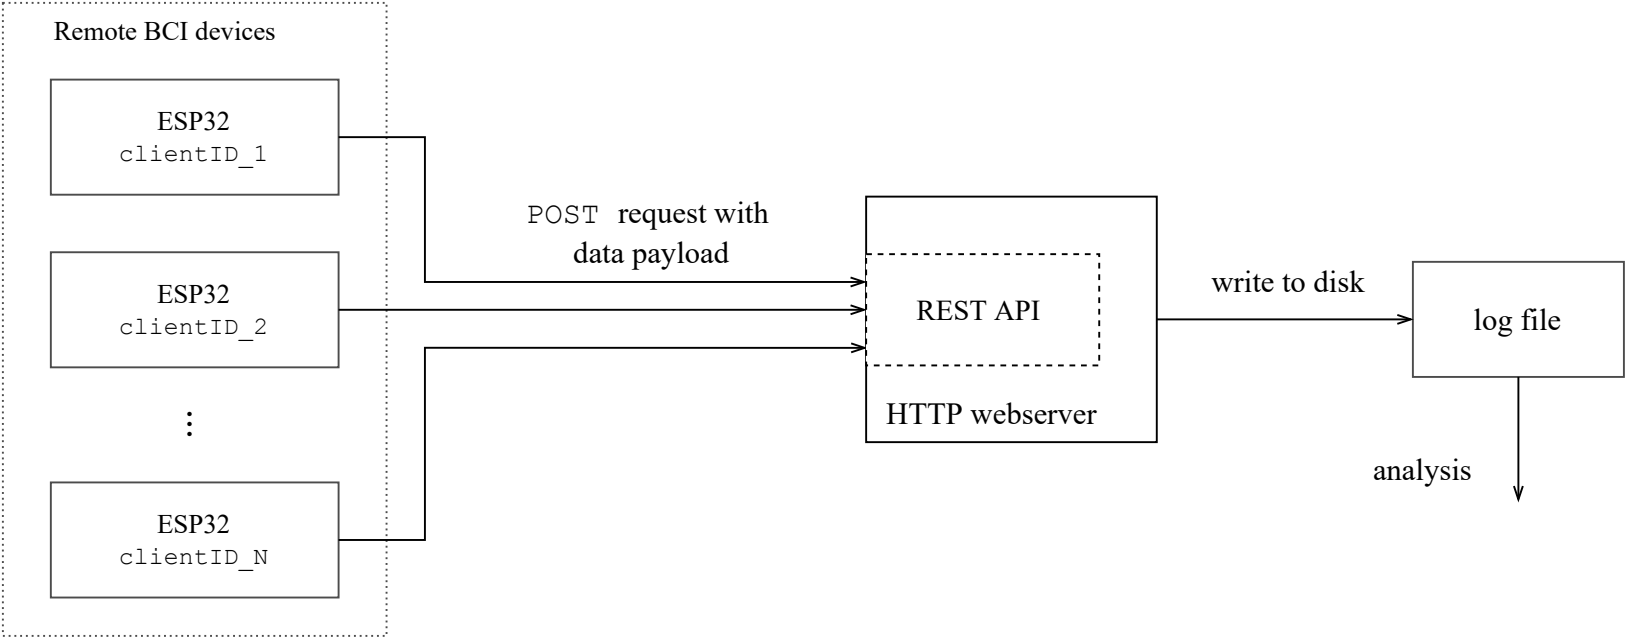 Remote BCI devices
ESP32
clientID_1
ESP32
clientID_2
⋮
ESP32
clientID_N
POST request with
data payload
REST API
HTTP webserver
write to disk
log file
analysis